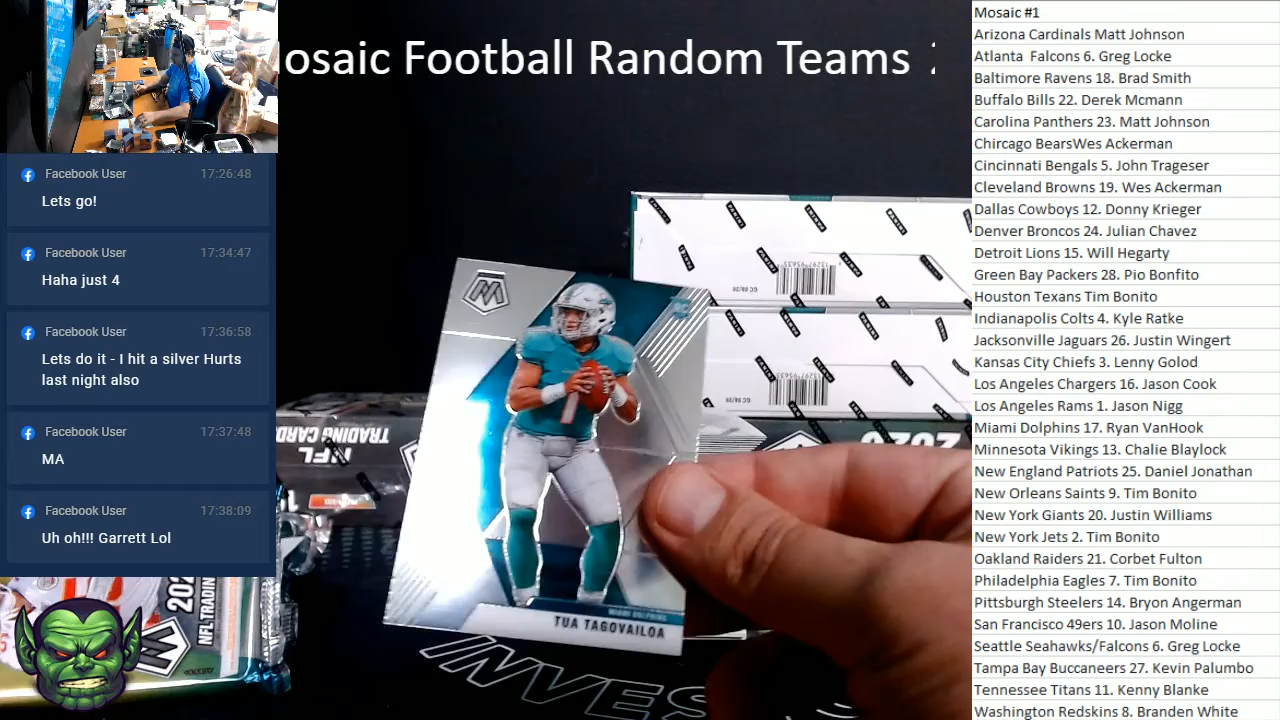 osaic Football Random Teams
Facebook User 17:26:48
Lets go!
Facebook User 17:34:47
Haha just 4
Facebook User 17:36:58
Lets do it - I hit a silver Hurts
last night also
Facebook User 17:37:48
MA
Facebook User 17:38:09
Uh oh!!! Garrett Lol
NFL
TRADING CARD
2020
202
NFL TRADING
RC
MIAMI DOLPHINS
TUA TAGOVAILOA
INVES
Mosaic #1
Arizona Cardinals Matt Johnson
Atlanta  Falcons 6. Greg Locke
Baltimore Ravens 18. Brad Smith
Buffalo Bills 22. Derek Mcmann
Carolina Panthers 23. Matt Johnson
Chircago BearsWes Ackerman
Cincinnati Bengals 5. John Trageser
Cleveland Browns 19. Wes Ackerman
Dallas Cowboys 12. Donny Krieger
Denver Broncos 24. Julian Chavez
Detroit Lions 15. Will Hegarty
Green Bay Packers 28. Pio Bonfito
Houston Texans Tim Bonito
Indianapolis Colts 4. Kyle Ratke
Jacksonville Jaguars 26. Justin Wingert
Kansas City Chiefs 3. Lenny Golod
Los Angeles Chargers 16. Jason Cook
Los Angeles Rams 1. Jason Nigg
Miami Dolphins 17. Ryan VanHook
Minnesota Vikings 13. Chalie Blaylock
New England Patriots 25. Daniel Jonathan
New Orleans Saints 9. Tim Bonito
New York Giants 20. Justin Williams
New York Jets 2. Tim Bonito
Oakland Raiders 21. Corbet Fulton
Philadelphia Eagles 7. Tim Bonito
Pittsburgh Steelers 14. Bryon Angerman
San Francisco 49ers 10. Jason Moline
Seattle Seahawks/Falcons 6. Greg Locke
Tampa Bay Buccaneers 27. Kevin Palumbo
Tennessee Titans 11. Kenny Blanke
Washington Redskins 8. Branden White